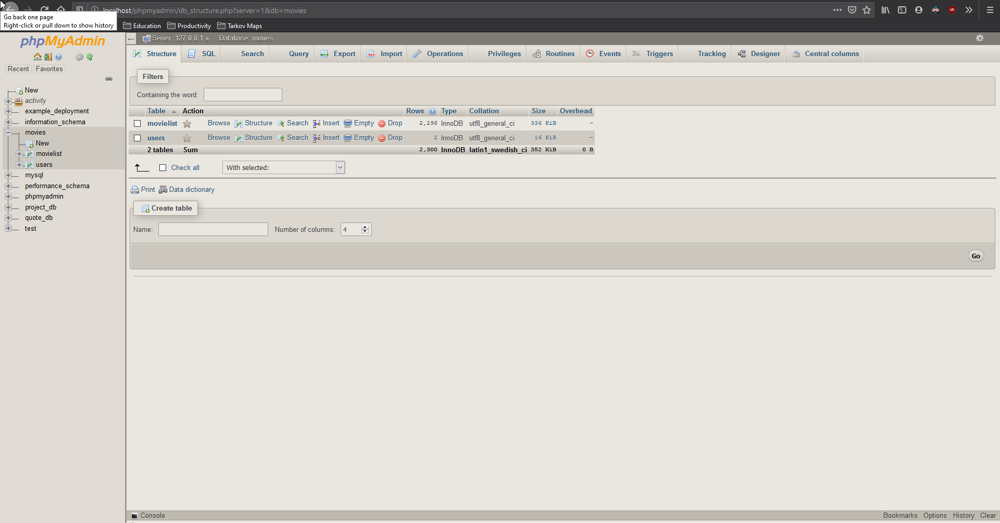 localhost/phpmyadmin/db_structure.php?server=1&db=movies
Go back one page
Right-click or pull down to show history
Education Productivity Tarkov Maps
phpMyAdmin
Recent Favorites
New
activity
example_deployment
information_schema
movies
New
movielist
users
mysql
performance_schema
phpmyadmin
project_db
quote_db
test
← Server: 127.0.0.1 » Database: movies
Structure SQL Search Query Export Import Operations Privileges Routines Events Triggers Tracking Designer Central columns
Filters
Containing the word:
Table Action Rows Type Collation Size Overhead
movielist Browse Structure Search Insert Empty Drop 2,298 InnoDB utf8_general_ci 336 KiB -
users Browse Structure Search Insert Empty Drop 2 InnoDB utf8_general_ci 16 KiB -
2 tables Sum 2,300 InnoDB latin1_swedish_ci 352 KiB 0 B
Check all With selected:
Print Data dictionary
Create table
Name: Number of columns: 4
Go
Console Bookmarks Options History Clear